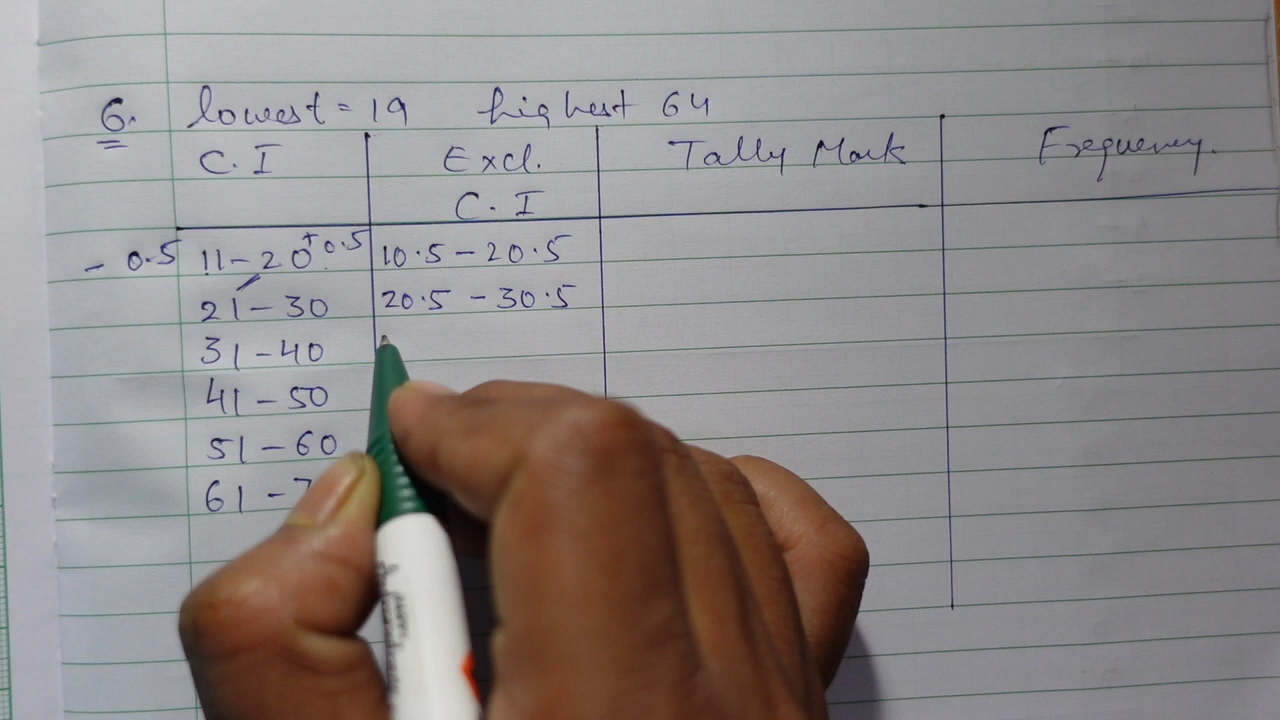 6. lowest = 19 highest 64
C.I Excl. C.I Tally Mark Frequency.
- 0.5 11-20 +0.5 10.5-20.5
21-30 20.5-30.5
31-40
41-50
51-60
61-7